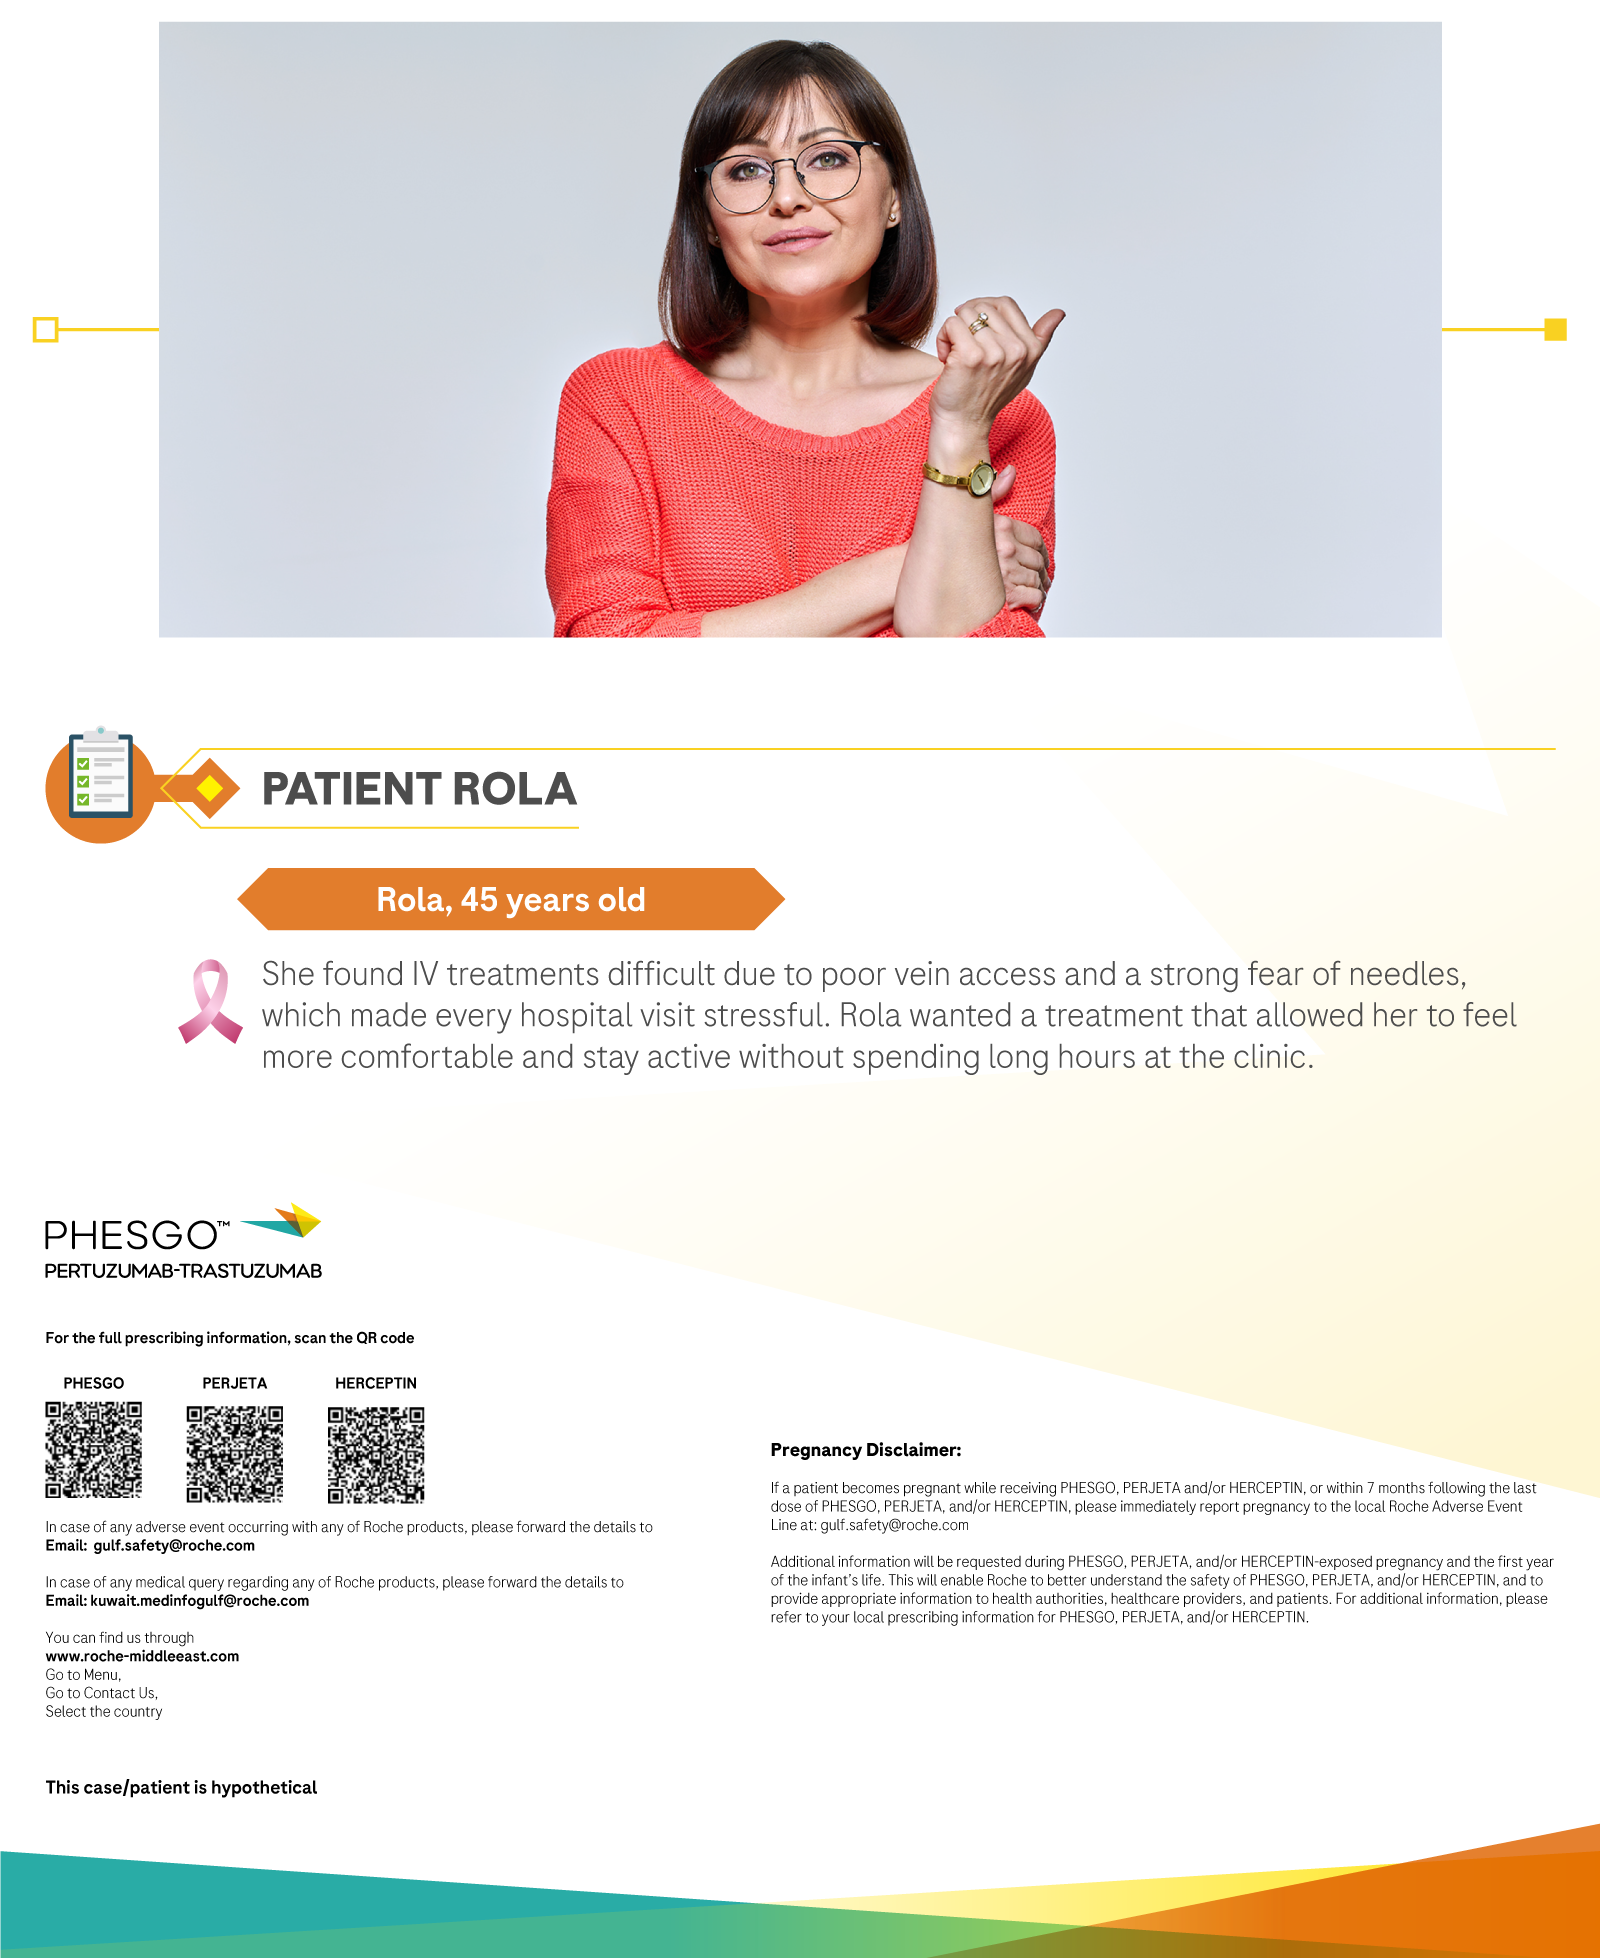 PATIENT ROLA
Rola, 45 years old
She found IV treatments difficult due to poor vein access and a strong fear of needles,
which made every hospital visit stressful. Rola wanted a treatment that allowed her to feel
more comfortable and stay active without spending long hours at the clinic.
PHESGO™
PERTUZUMAB-TRASTUZUMAB
For the full prescribing information, scan the QR code
PHESGO PERJETA HERCEPTIN
In case of any adverse event occurring with any of Roche products, please forward the details to
Email: gulf.safety@roche.com
In case of any medical query regarding any of Roche products, please forward the details to
Email: kuwait.medinfogulf@roche.com
You can find us through
www.roche-middleeast.com
Go to Menu,
Go to Contact Us,
Select the country
Pregnancy Disclaimer:
If a patient becomes pregnant while receiving PHESGO, PERJETA and/or HERCEPTIN, or within 7 months following the last
dose of PHESGO, PERJETA, and/or HERCEPTIN, please immediately report pregnancy to the local Roche Adverse Event
Line at: gulf.safety@roche.com
Additional information will be requested during PHESGO, PERJETA, and/or HERCEPTIN-exposed pregnancy and the first year
of the infant's life. This will enable Roche to better understand the safety of PHESGO, PERJETA, and/or HERCEPTIN, and to
provide appropriate information to health authorities, healthcare providers, and patients. For additional information, please
refer to your local prescribing information for PHESGO, PERJETA, and/or HERCEPTIN.
This case/patient is hypothetical